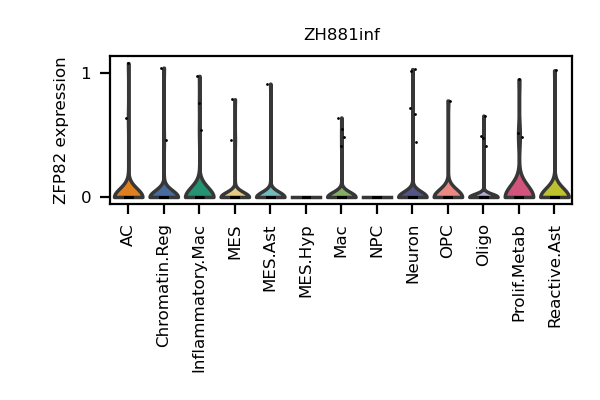 ZH881inf
ZFP82 expression
1
0
AC
Chromatin.Reg
Inflammatory.Mac
MES
MES.Ast
MES.Hyp
Mac
NPC
Neuron
OPC
Oligo
Prolif.Metab
Reactive.Ast